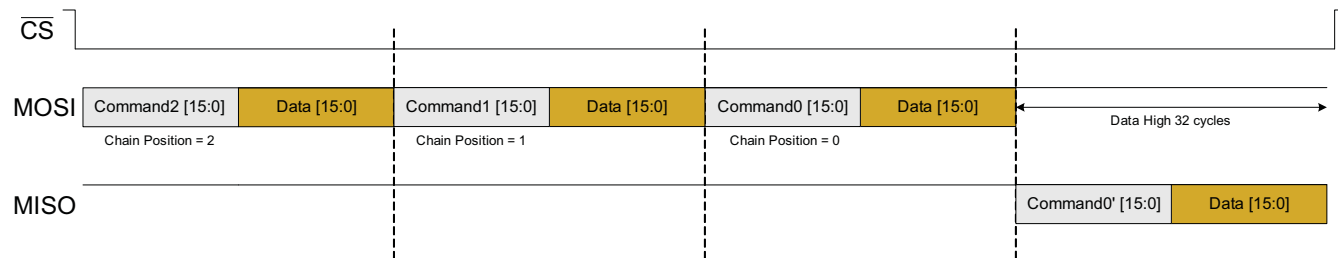 CS
MOSI
Command2 [15:0]
Data [15:0]
Command1 [15:0]
Data [15:0]
Command0 [15:0]
Data [15:0]
Data High 32 cycles
Chain Position = 2
Chain Position = 1
Chain Position = 0
MISO
Command0' [15:0]
Data [15:0]